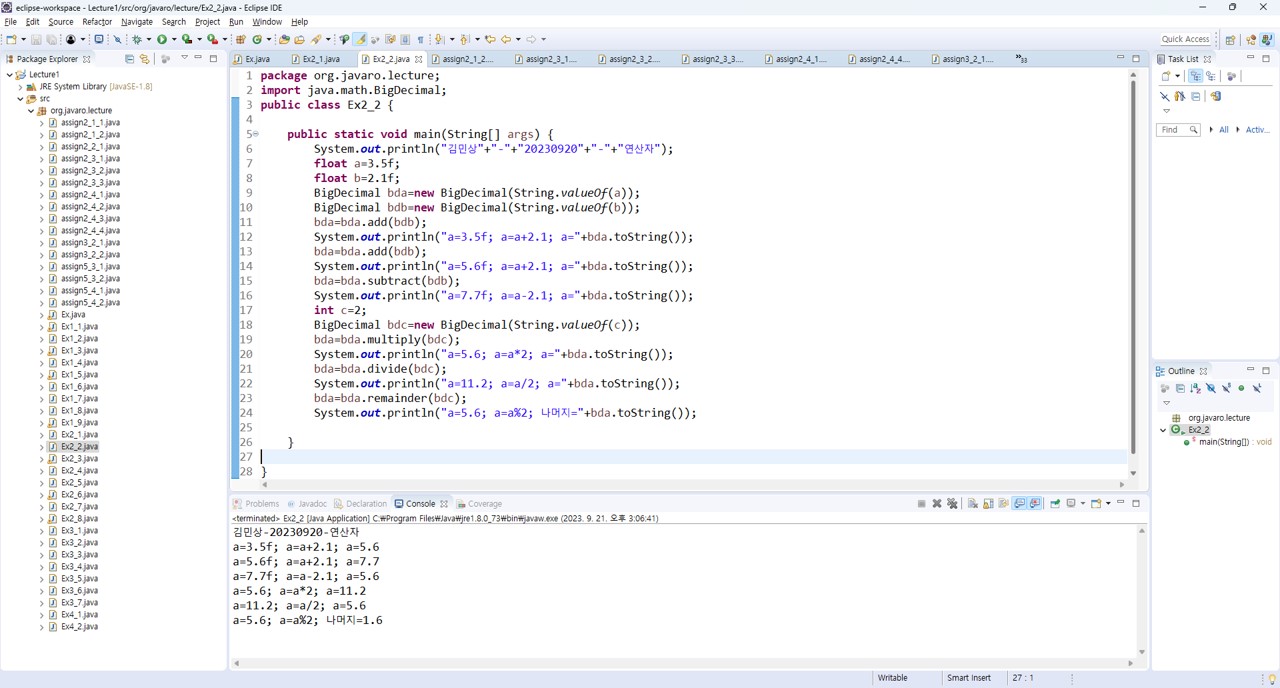 eclipse-workspace - Lecture1/src/org/javaro/lecture/Ex2_2.java - Eclipse IDE
File Edit Source Refactor Navigate Search Project Run Window Help
Quick Access
Package Explorer
Lecture1
JRE System Library [JavaSE-1.8]
src
org.javaro.lecture
assign2_1_1.java
assign2_1_2.java
assign2_2_1.java
assign2_3_1.java
assign2_3_2.java
assign2_3_3.java
assign2_4_1.java
assign2_4_2.java
assign2_4_3.java
assign2_4_4.java
assign3_2_1.java
assign3_2_2.java
assign5_3_1.java
assign5_3_2.java
assign5_4_1.java
assign5_4_2.java
Ex.java
Ex1_1.java
Ex1_2.java
Ex1_3.java
Ex1_4.java
Ex1_5.java
Ex1_6.java
Ex1_7.java
Ex1_8.java
Ex1_9.java
Ex2_1.java
Ex2_2.java
Ex2_3.java
Ex2_4.java
Ex2_5.java
Ex2_6.java
Ex2_7.java
Ex2_8.java
Ex3_1.java
Ex3_2.java
Ex3_3.java
Ex3_4.java
Ex3_5.java
Ex3_6.java
Ex3_7.java
Ex4_1.java
Ex4_2.java
Ex.java Ex2_1.java Ex2_2.java assign2_1_2.... assign2_3_1.... assign2_3_2.... assign2_3_3.... assign2_4_1.... assign2_4_4.... assign3_2_1.... »33
1 package org.javaro.lecture;
2 import java.math.BigDecimal;
3 public class Ex2_2 {
4
5 public static void main(String[] args) {
6 System.out.println("김민상"+"-"+"20230920"+"-"+"연산자");
7 float a=3.5f;
8 float b=2.1f;
9 BigDecimal bda=new BigDecimal(String.valueOf(a));
10 BigDecimal bdb=new BigDecimal(String.valueOf(b));
11 bda=bda.add(bdb);
12 System.out.println("a=3.5f; a=a+2.1; a="+bda.toString());
13 bda=bda.add(bdb);
14 System.out.println("a=5.6f; a=a+2.1; a="+bda.toString());
15 bda=bda.subtract(bdb);
16 System.out.println("a=7.7f; a=a-2.1; a="+bda.toString());
17 int c=2;
18 BigDecimal bdc=new BigDecimal(String.valueOf(c));
19 bda=bda.multiply(bdc);
20 System.out.println("a=5.6; a=a*2; a="+bda.toString());
21 bda=bda.divide(bdc);
22 System.out.println("a=11.2; a=a/2; a="+bda.toString());
23 bda=bda.remainder(bdc);
24 System.out.println("a=5.6; a=a%2; 나머지="+bda.toString());
25
26 }
27
28 }
Problems Javadoc Declaration Console Coverage
<terminated> Ex2_2 [Java Application] C:₩Program Files₩Java₩jre1.8.0_73₩bin₩javaw.exe (2023. 9. 21. 오후 3:06:41)
김민상-20230920-연산자
a=3.5f; a=a+2.1; a=5.6
a=5.6f; a=a+2.1; a=7.7
a=7.7f; a=a-2.1; a=5.6
a=5.6; a=a*2; a=11.2
a=11.2; a=a/2; a=5.6
a=5.6; a=a%2; 나머지=1.6
Task List
Find All Activ...
Outline
org.javaro.lecture
Ex2_2
main(String[]) : void
Writable Smart Insert 27 : 1